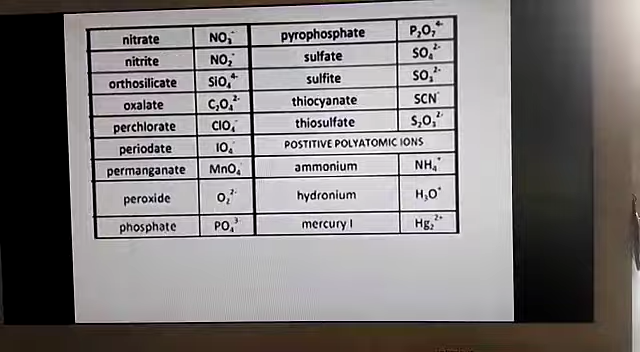 nitrate NO₃⁻ pyrophosphate P₂O₇⁴⁻
nitrite NO₂⁻ sulfate SO₄²⁻
orthosilicate SiO₄⁴⁻ sulfite SO₃²⁻
oxalate C₂O₄²⁻ thiocyanate SCN⁻
perchlorate ClO₄⁻ thiosulfate S₂O₃²⁻
periodate IO₄⁻ POSTITIVE POLYATOMIC IONS
permanganate MnO₄⁻ ammonium NH₄⁺
peroxide O₂²⁻ hydronium H₃O⁺
phosphate PO₄³⁻ mercury I Hg₂²⁺